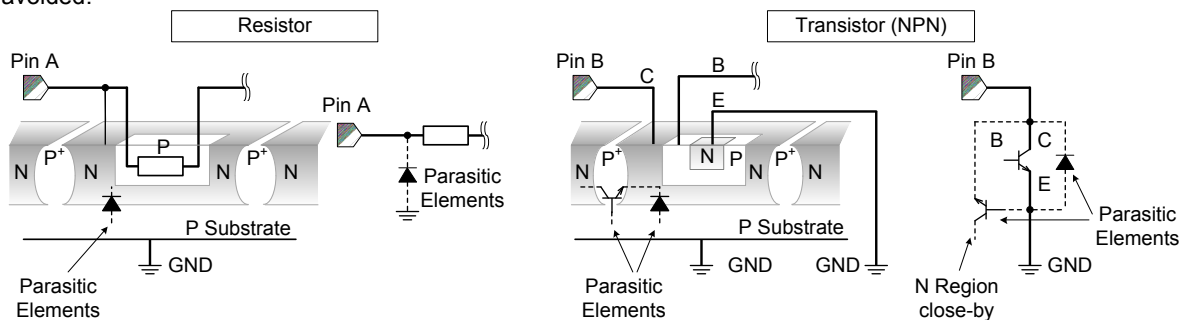 avoided.
Resistor
Transistor (NPN)
Pin A
Pin A
N
P+
N
P
N
P+
N
Parasitic
Elements
P Substrate
GND
Parasitic
Elements
Pin B
C
B
E
N
P+
N
N
P
N
P+
N
P Substrate
GND
GND
Parasitic
Elements
Pin B
B
C
E
Parasitic
Elements
GND
N Region
close-by